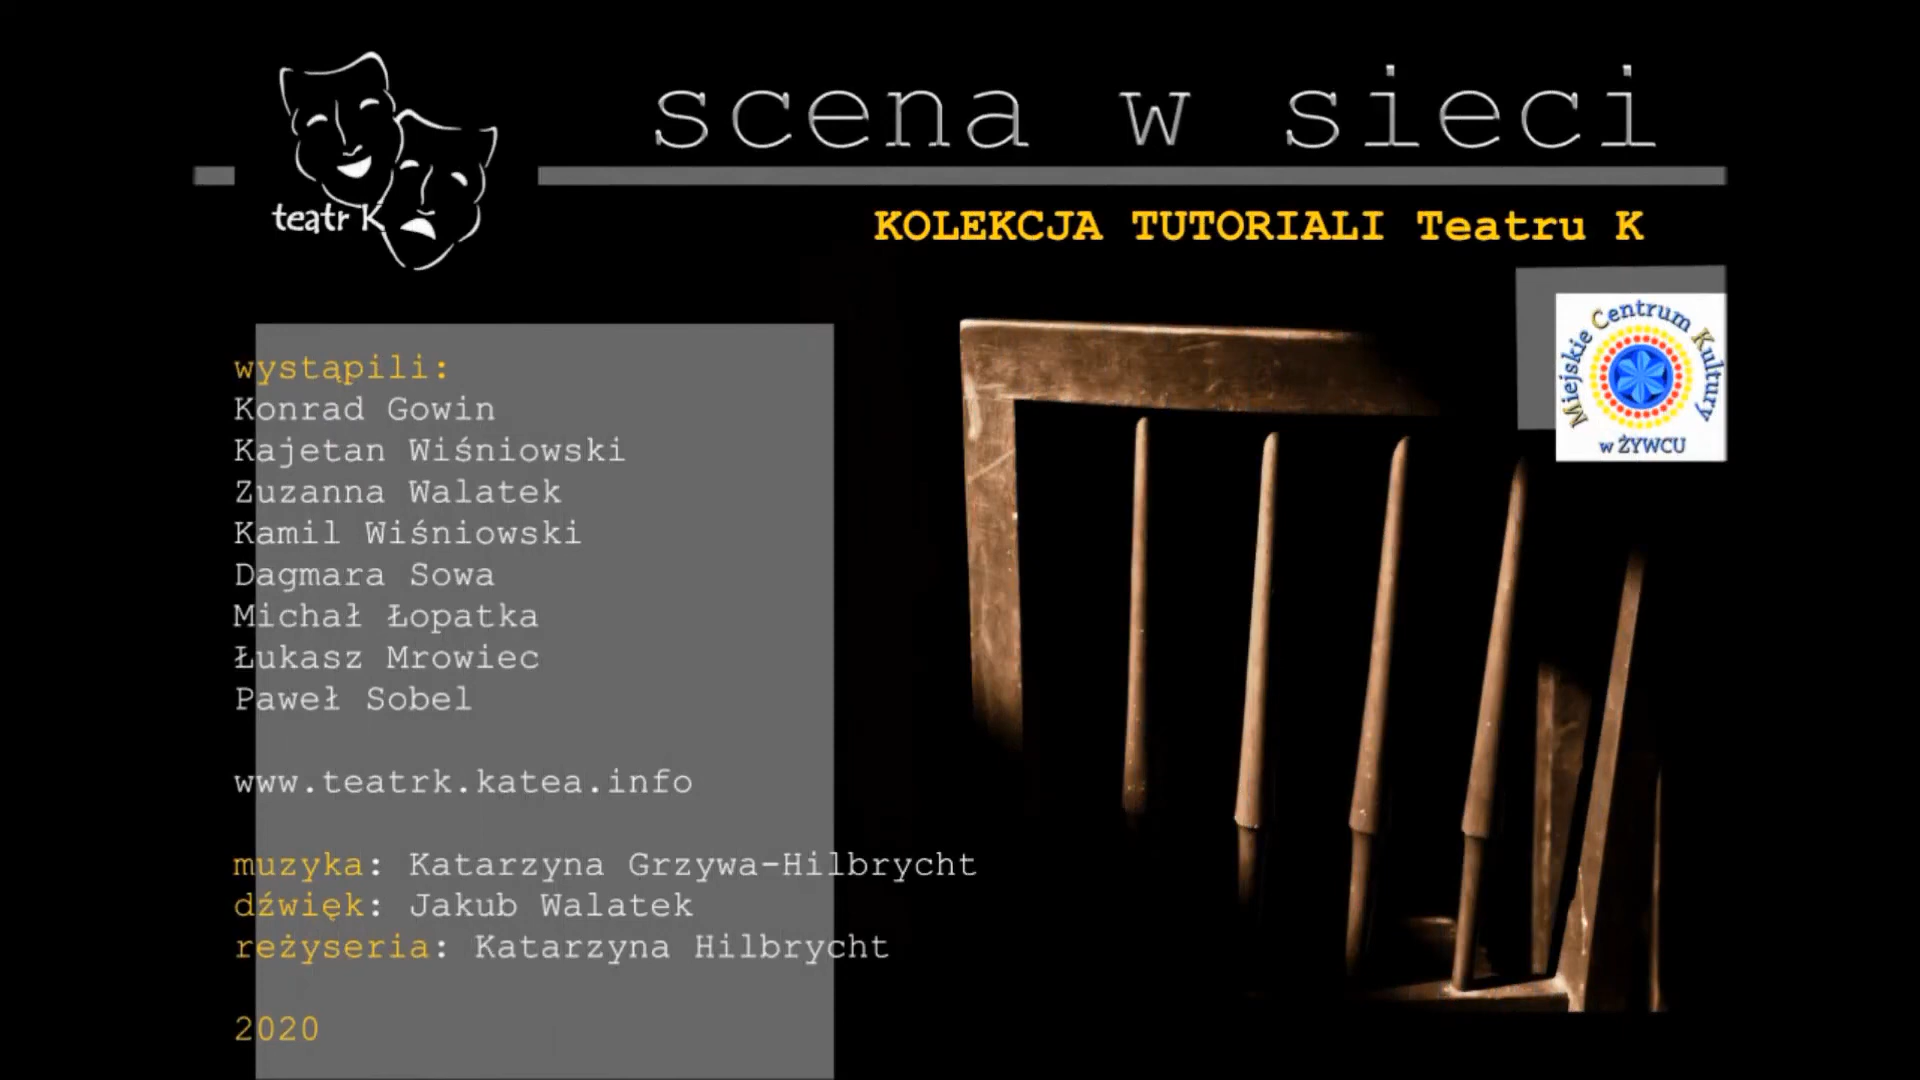 scena w sieci
teatr K
KOLEKCJA TUTORIALI Teatru K
Miejskie Centrum Kultury
w ŻYWCU
wystąpili:
Konrad Gowin
Kajetan Wiśniowski
Zuzanna Walatek
Kamil Wiśniowski
Dagmara Sowa
Michał Łopatka
Łukasz Mrowiec
Paweł Sobel
www.teatrk.katea.info
muzyka: Katarzyna Grzywa-Hilbrycht
dźwięk: Jakub Walatek
reżyseria: Katarzyna Hilbrycht
2020